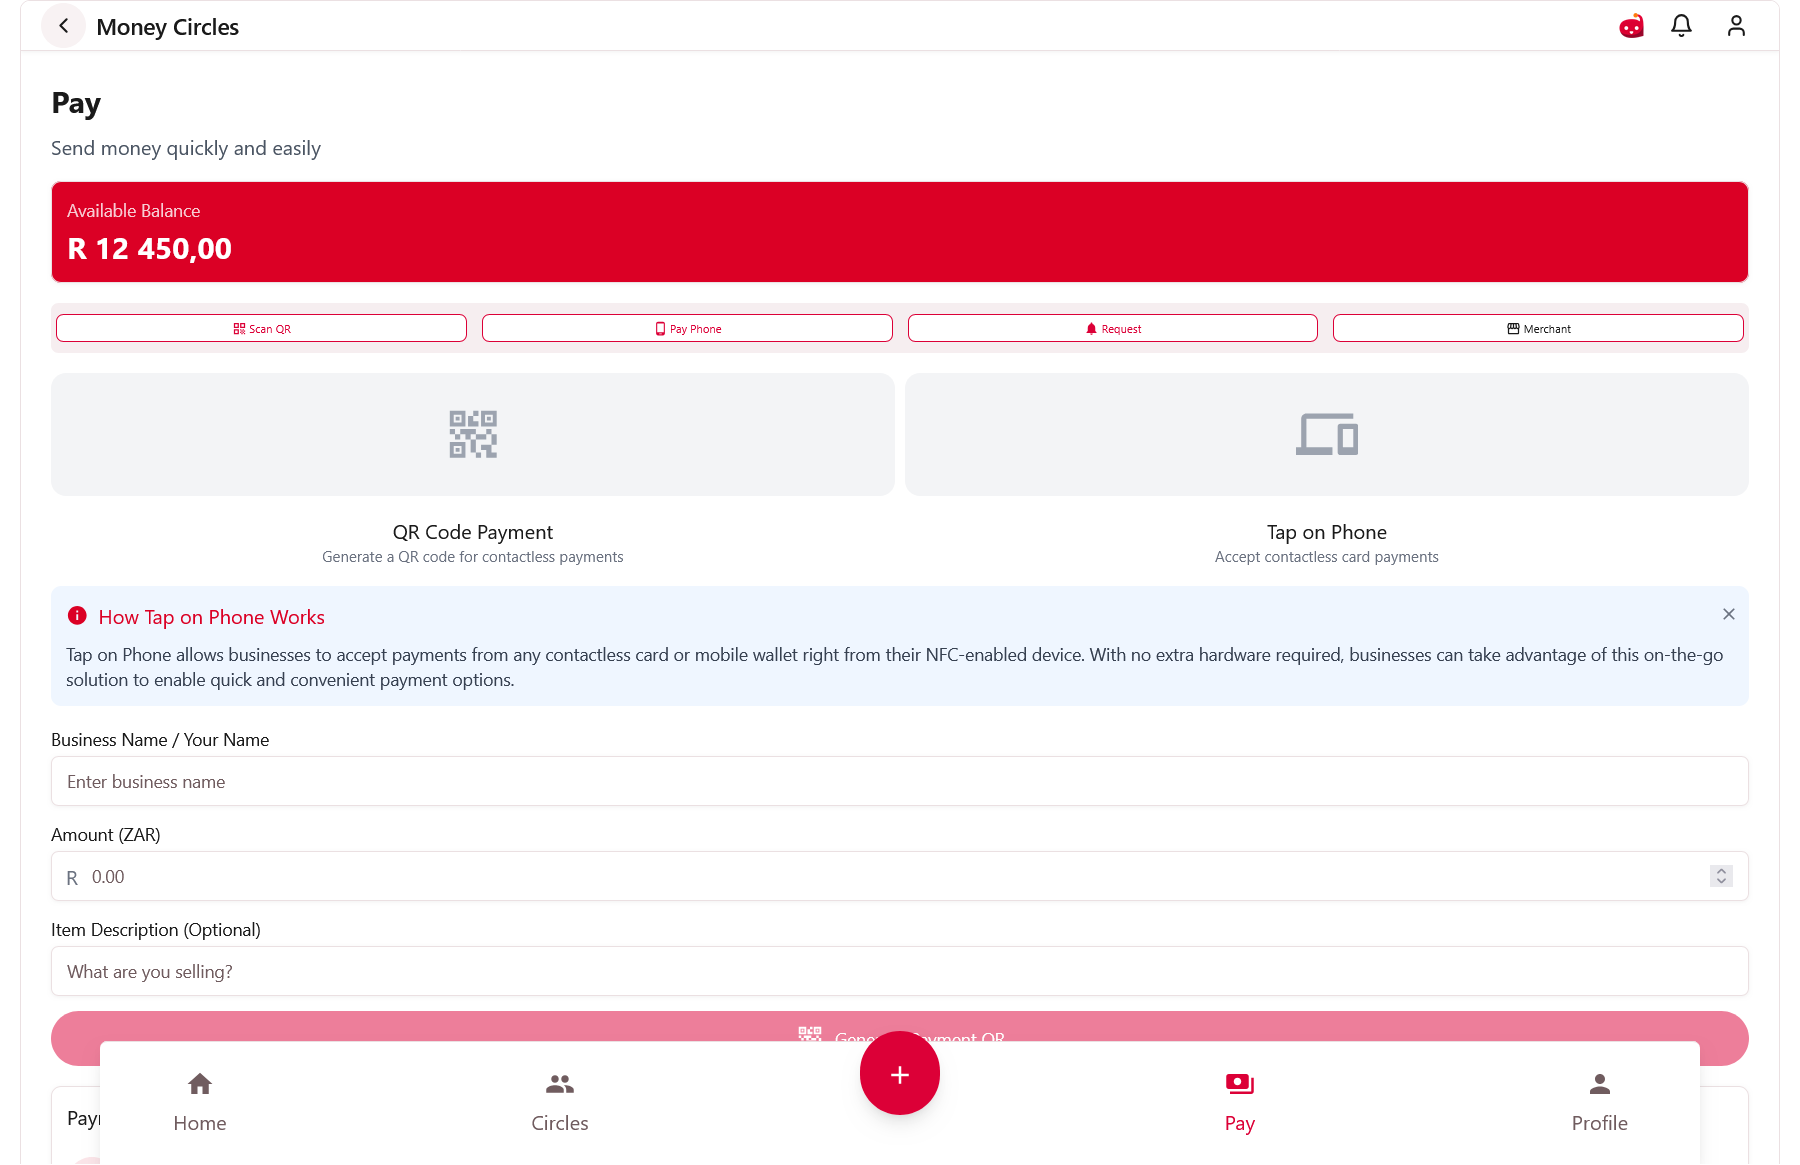 Money Circles
Pay
Send money quickly and easily
Available Balance
R 12 450,00
Scan QR
Pay Phone
Request
Merchant
QR Code Payment
Generate a QR code for contactless payments
Tap on Phone
Accept contactless card payments
How Tap on Phone Works
Tap on Phone allows businesses to accept payments from any contactless card or mobile wallet right from their NFC-enabled device. With no extra hardware required, businesses can take advantage of this on-the-go
solution to enable quick and convenient payment options.
Business Name / Your Name
Enter business name
Amount (ZAR)
R 0.00
Item Description (Optional)
What are you selling?
QR
Home
Circles
Pay
Profile